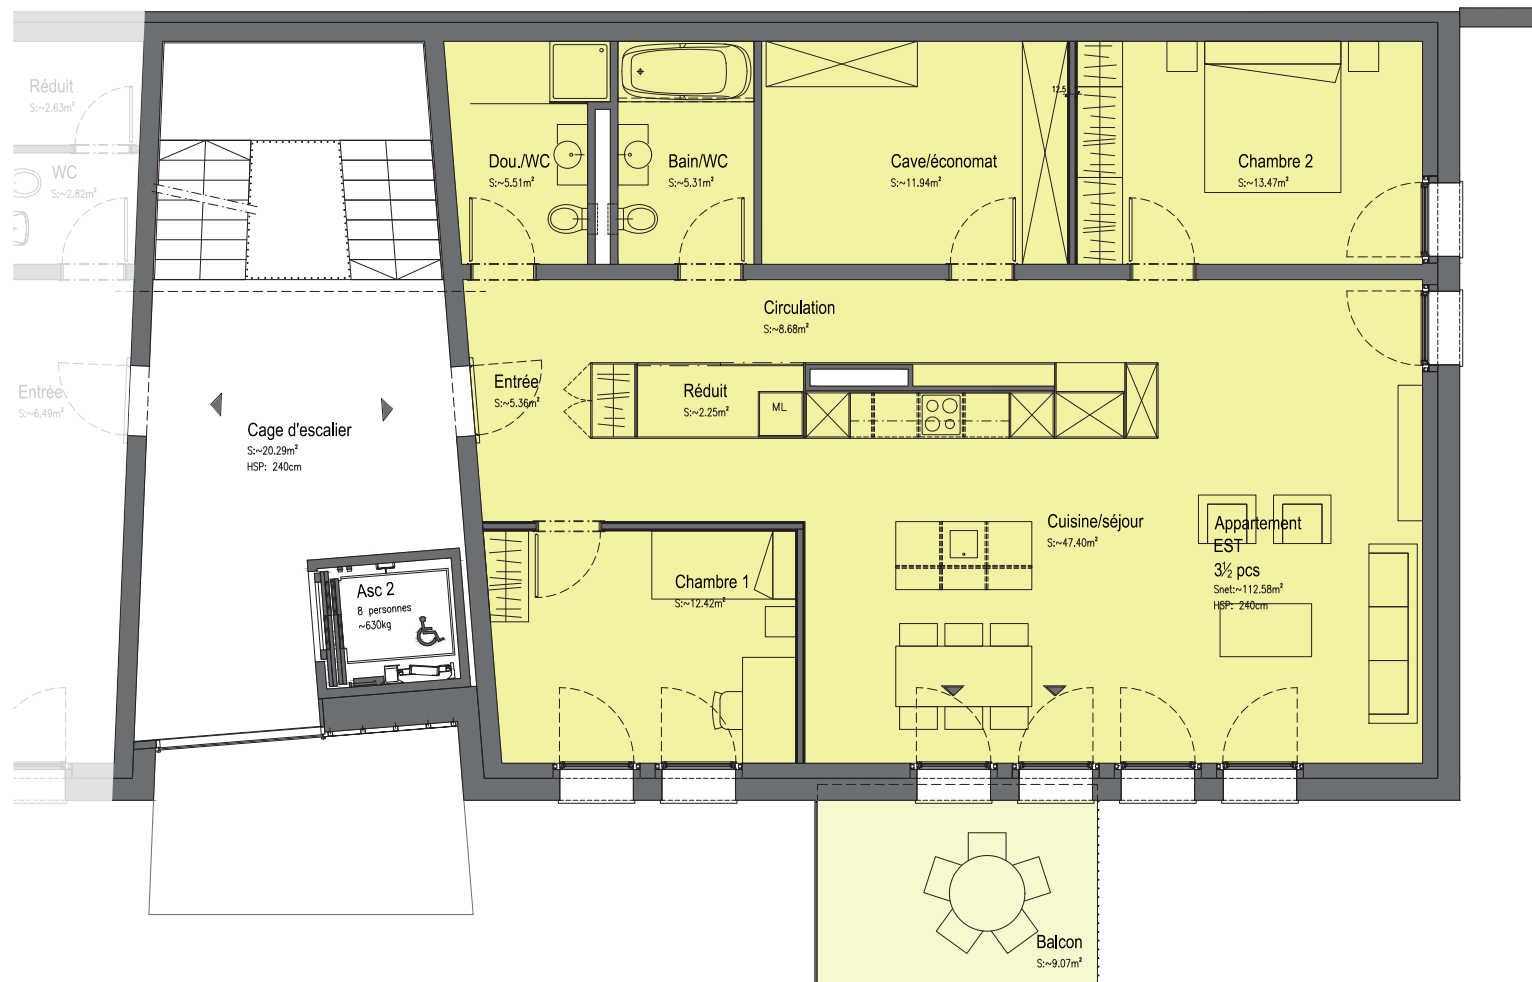 Réduit
S:~2.63m²
WC
S:~2.82m²
Entrée
S:~6.49m²
Cage d'escalier
S:~20.29m²
HSP: 240cm
Asc 2
8 personnes
~630kg
Dou./WC
S:~5.51m²
Bain/WC
S:~5.31m²
Cave/économat
S:~11.94m²
12.5
Chambre 2
S:~13.47m²
Circulation
S:~8.68m²
Entrée
S:~5.36m²
Réduit
S:~2.25m²
ML
Chambre 1
S:~12.42m²
Cuisine/séjour
S:~47.40m²
Appartement
EST
3½ pcs
Snet:~112.58m²
HSP: 240cm
Balcon
S:~9.07m²